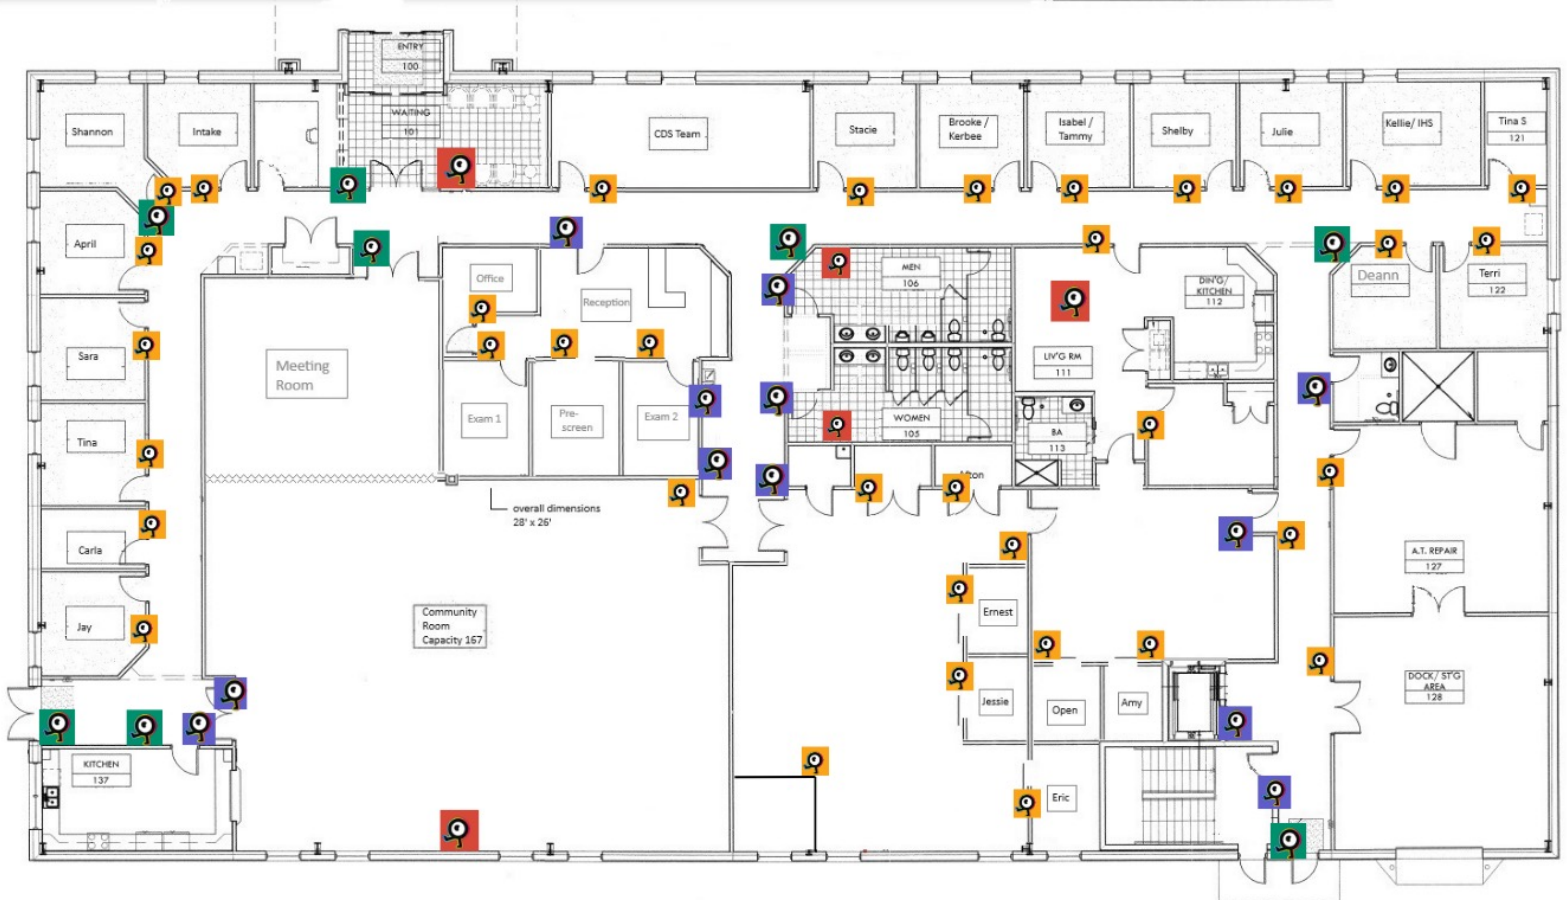 ENTRY
100
WAITING
101
Shannon
Intake
CDS Team
Stacie
Brooke /
Kerbee
Isabel /
Tammy
Shelby
Julie
Kellie/ IHS
Tina S
121
April
Office
Reception
MEN
106
DIN'G/
KITCHEN
112
Deann
Terri
122
Sara
Meeting
Room
LIV'G RM
111
Tina
Exam 1
Pre-
screen
Exam 2
WOMEN
105
BA
113
overall dimensions
28' x 26'
Carla
A.T. REPAIR
127
Jay
Community
Room
Capacity 167
Ernest
Jessie
Open
Amy
DOCK/ ST'G
AREA
128
KITCHEN
137
Eric